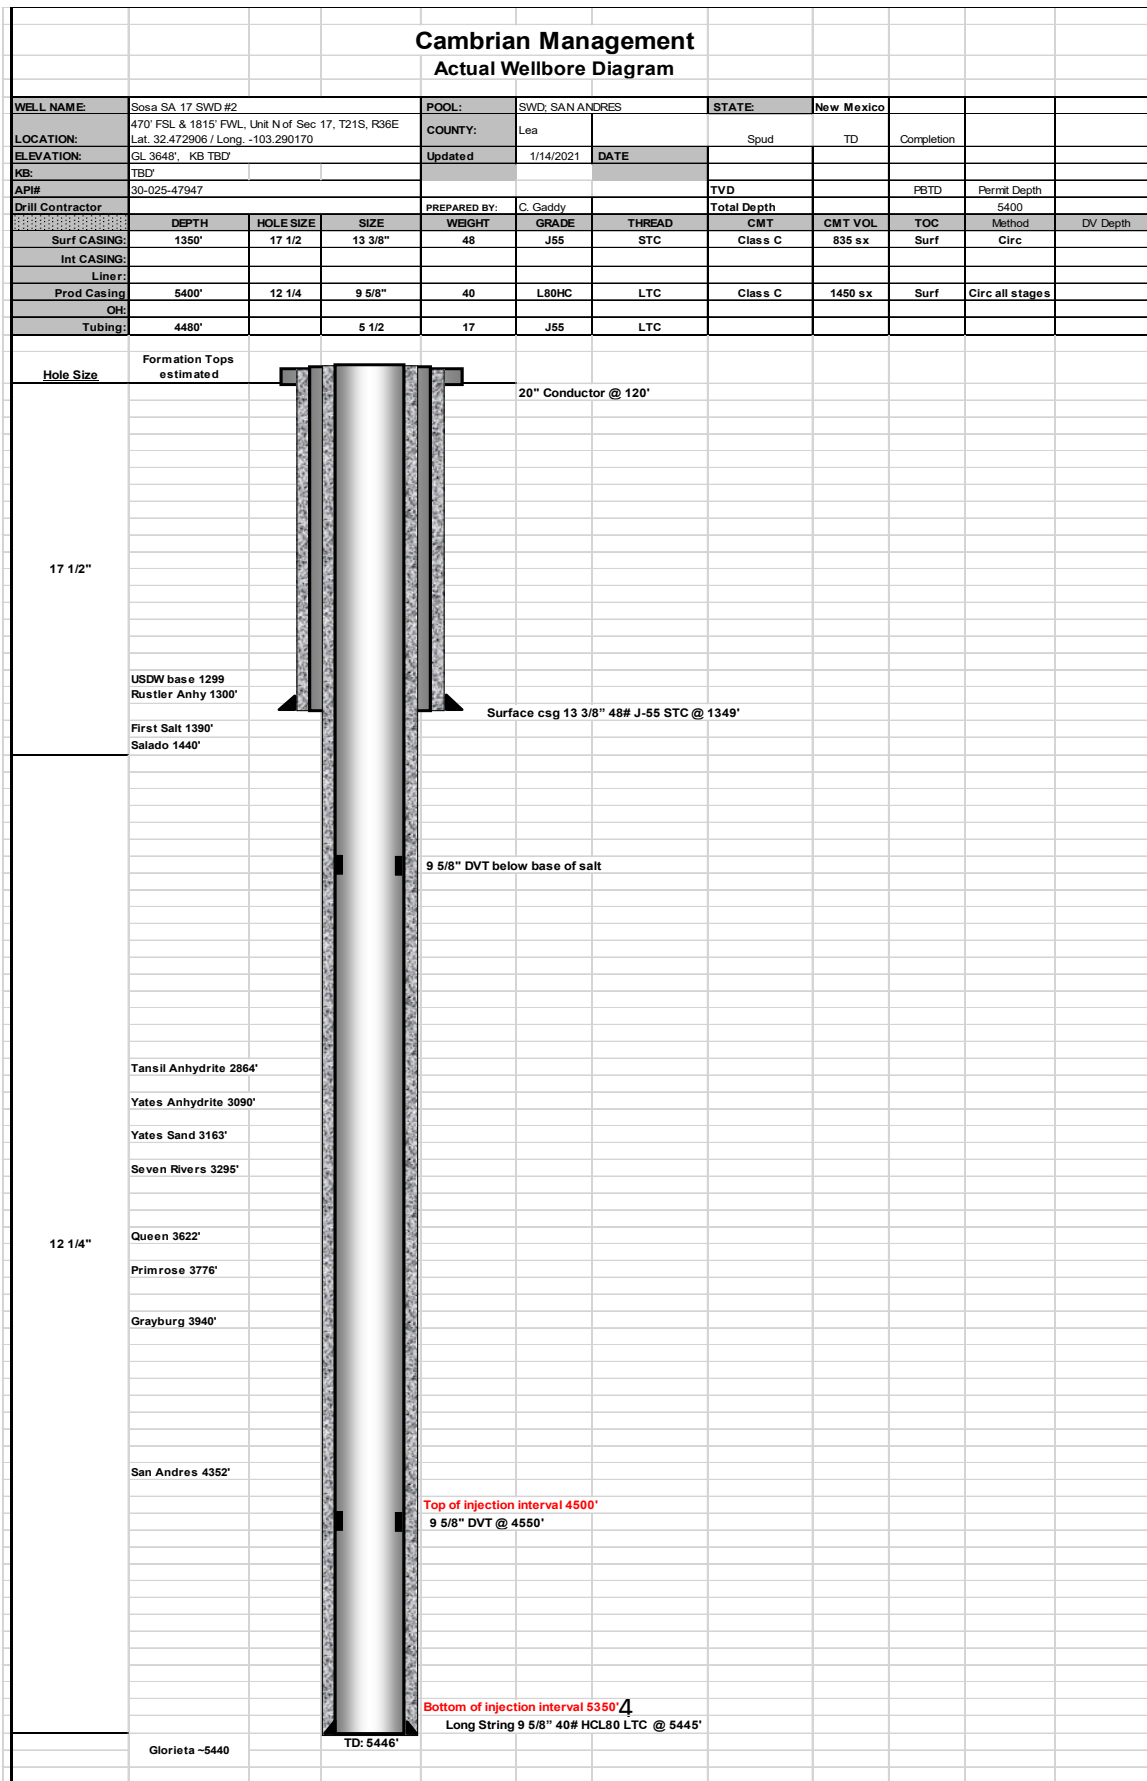 Cambrian Management
Actual Wellbore Diagram
WELL NAME: Sosa SA 17 SWD #2 POOL: SWD; SAN ANDRES STATE: New Mexico
LOCATION: 470' FSL & 1815' FWL, Unit N of Sec 17, T21S, R36E
Lat. 32.472906 / Long. -103.290170 COUNTY: Lea Spud TD Completion
ELEVATION: GL 3648', KB TBD' Updated 1/14/2021 DATE
KB: TBD'
API# 30-025-47947 TVD PBTD Permit Depth
Drill Contractor PREPARED BY: C. Gaddy Total Depth 5400
DEPTH HOLE SIZE SIZE WEIGHT GRADE THREAD CMT CMT VOL TOC Method DV Depth
Surf CASING: 1350' 17 1/2 13 3/8" 48 J55 STC Class C 835 sx Surf Circ
Int CASING:
Liner:
Prod Casing 5400' 12 1/4 9 5/8" 40 L80HC LTC Class C 1450 sx Surf Circ all stages
OH:
Tubing: 4480' 5 1/2 17 J55 LTC
Hole Size
Formation Tops
estimated
20" Conductor @ 120'
17 1/2"
USDW base 1299
Rustler Anhy 1300'
Surface csg 13 3/8" 48# J-55 STC @ 1349'
First Salt 1390'
Salado 1440'
9 5/8" DVT below base of salt
Tansil Anhydrite 2864'
Yates Anhydrite 3090'
Yates Sand 3163'
Seven Rivers 3295'
Queen 3622'
12 1/4"
Primrose 3776'
Grayburg 3940'
San Andres 4352'
Top of injection interval 4500'
9 5/8" DVT @ 4550'
Bottom of injection interval 5350' 4
Long String 9 5/8" 40# HCL80 LTC @ 5445'
TD: 5446'
Glorieta ~5440